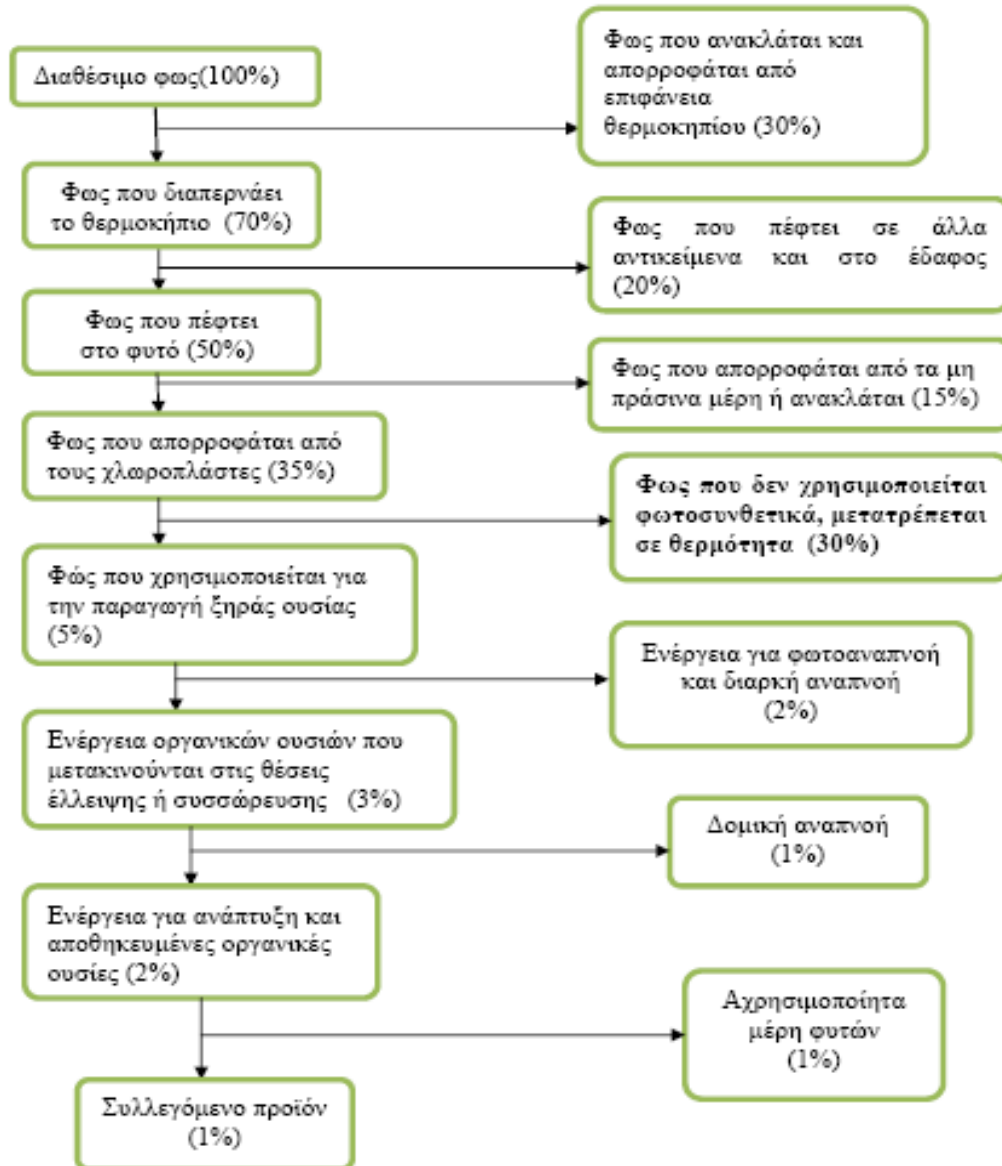 Διαθέσιμο φως(100%)
Φως που ανακλάται και
απορροφάται από
επιφάνεια
θερμοκηπίου (30%)
Φως που διαπερνάει
το θερμοκήπιο (70%)
Φως που πέφτει σε άλλα
αντικείμενα και στο έδαφος
(20%)
Φως που πέφτει
στο φυτό (50%)
Φως που απορροφάται από τα μη
πράσινα μέρη ή ανακλάται (15%)
Φως που απορροφάται από
τους χλωροπλάστες (35%)
Φως που δεν χρησιμοποιείται
φωτοσυνθετικά, μετατρέπεται
σε θερμότητα (30%)
Φώς που χρησιμοποιείται για
την παραγωγή ξηράς ουσίας
(5%)
Ενέργεια για φωτοαναπνοή
και διαρκή αναπνοή
(2%)
Ενέργεια οργανικών ουσιών που
μετακινούνται στις θέσεις
έλλειψης ή συσσώρευσης (3%)
Δομική αναπνοή
(1%)
Ενέργεια για ανάπτυξη και
αποθηκευμένες οργανικές
ουσίες (2%)
Αχρησιμοποίητα
μέρη φυτών
(1%)
Συλλεγόμενο προϊόν
(1%)